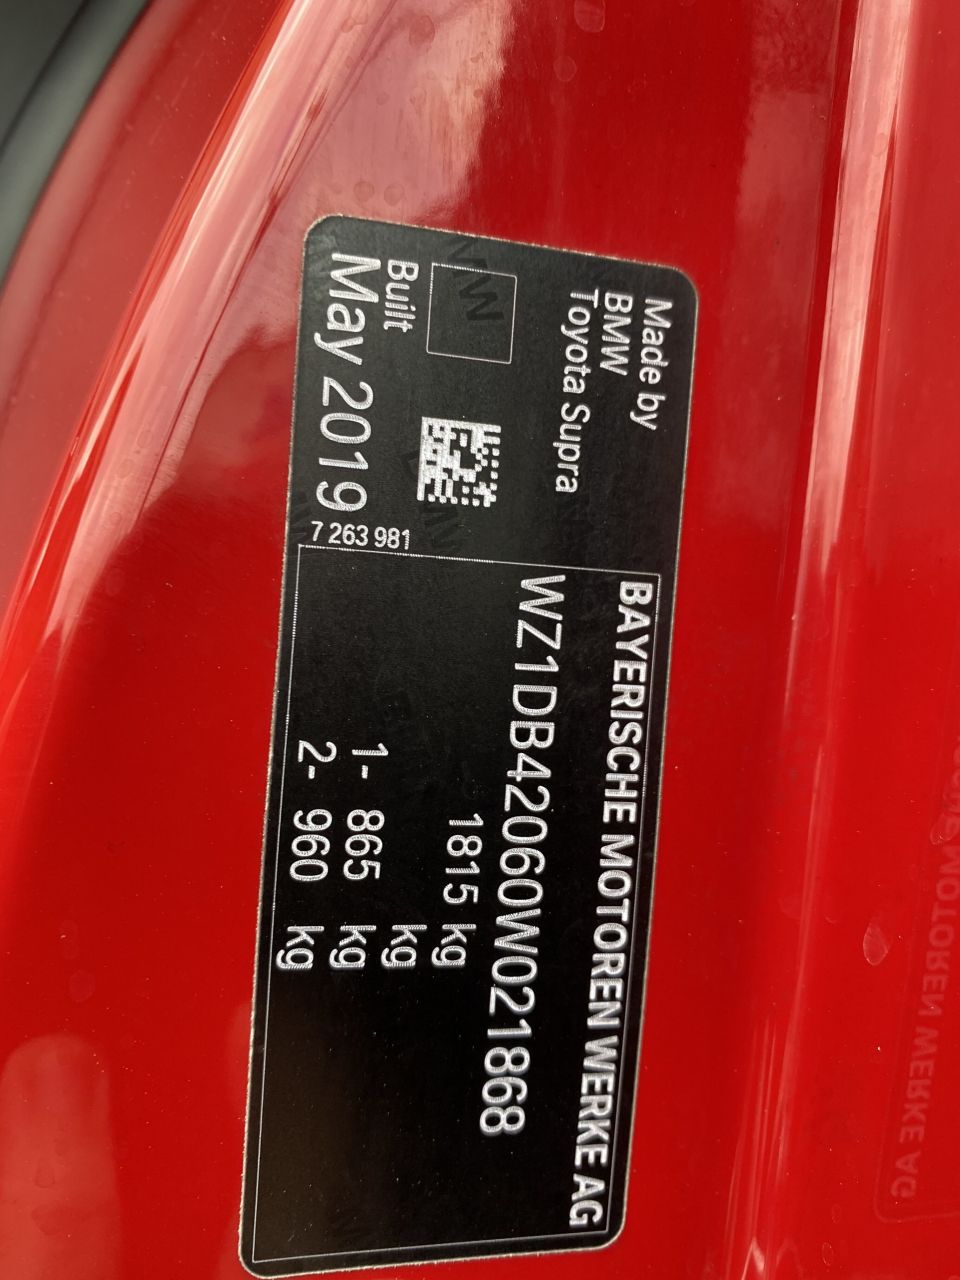 Made by
BMW
Toyota Supra
Built
May 2019
7 263 981
BAYERISCHE MOTOREN WERKE AG
WZ1DB42060W021868
1815 kg
kg
1- 865 kg
2- 960 kg